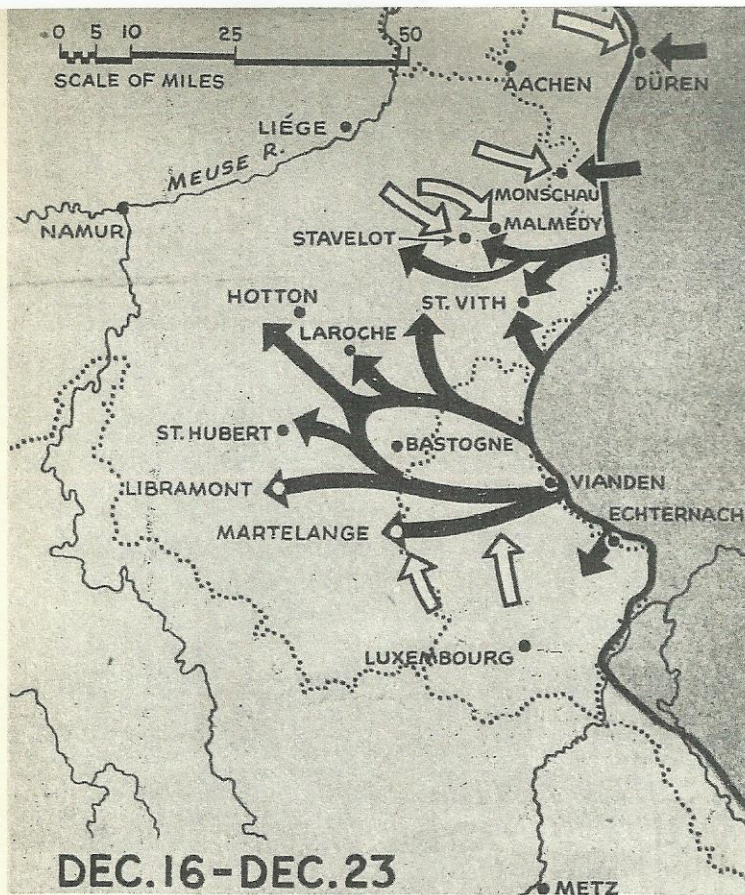 0 5 10 25 50
SCALE OF MILES
AACHEN
DÜREN
LIÉGE
MEUSE R.
MONSCHAU
NAMUR
MALMÉDY
STAVELOT
HOTTON
ST. VITH
LAROCHE
ST. HUBERT
BASTOGNE
LIBRAMONT
VIANDEN
ECHTERNACH
MARTELANGE
LUXEMBOURG
DEC. 16 - DEC. 23
METZ